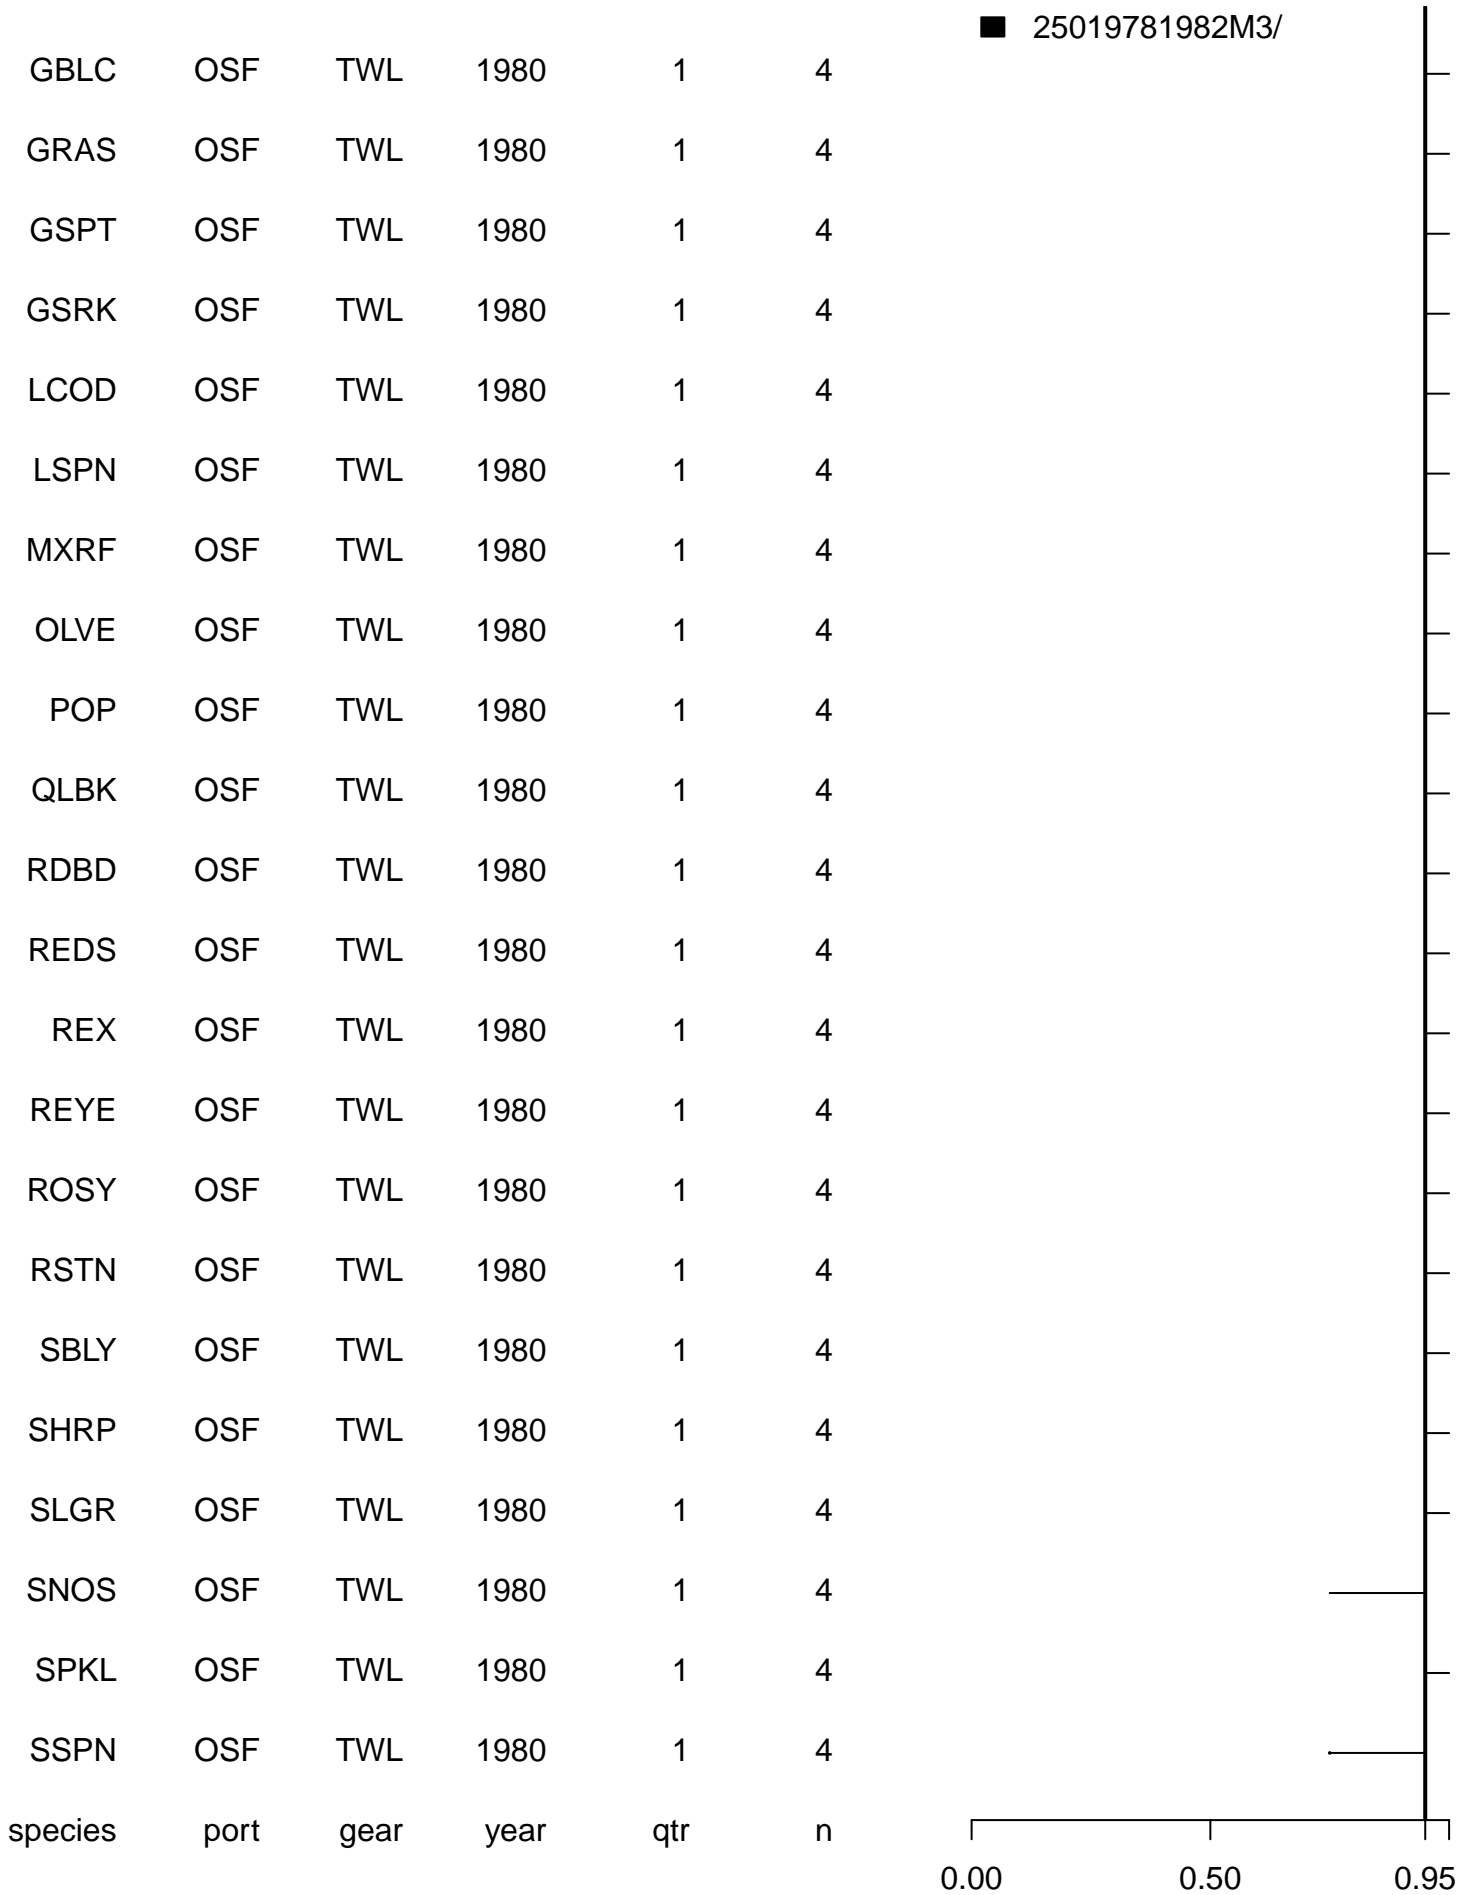 25019781982M3/
GBLC OSF TWL 1980 1 4
GRAS OSF TWL 1980 1 4
GSPT OSF TWL 1980 1 4
GSRK OSF TWL 1980 1 4
LCOD OSF TWL 1980 1 4
LSPN OSF TWL 1980 1 4
MXRF OSF TWL 1980 1 4
OLVE OSF TWL 1980 1 4
POP OSF TWL 1980 1 4
QLBK OSF TWL 1980 1 4
RDBD OSF TWL 1980 1 4
REDS OSF TWL 1980 1 4
REX OSF TWL 1980 1 4
REYE OSF TWL 1980 1 4
ROSY OSF TWL 1980 1 4
RSTN OSF TWL 1980 1 4
SBLY OSF TWL 1980 1 4
SHRP OSF TWL 1980 1 4
SLGR OSF TWL 1980 1 4
SNOS OSF TWL 1980 1 4
SPKL OSF TWL 1980 1 4
SSPN OSF TWL 1980 1 4
species port gear year qtr n
0.00 0.50 0.95